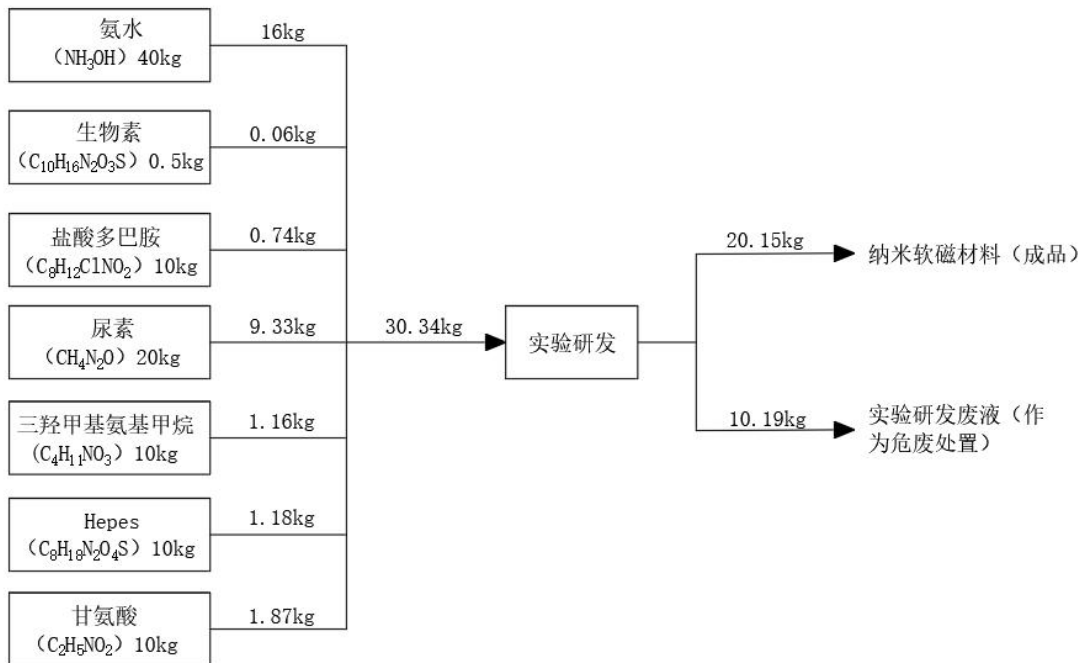 氨水
（NH₃OH）40kg
16kg
生物素
（C₁₀H₁₆N₂O₃S）0.5kg
0.06kg
盐酸多巴胺
（C₈H₁₂ClNO₂）10kg
0.74kg
尿素
（CH₄N₂O）20kg
9.33kg
三羟甲基氨基甲烷
（C₄H₁₁NO₃）10kg
1.16kg
Hepes
（C₈H₁₈N₂O₄S）10kg
1.18kg
甘氨酸
（C₂H₅NO₂）10kg
1.87kg
30.34kg
实验研发
20.15kg
纳米软磁材料（成品）
10.19kg
实验研发废液（作
为危废处置）